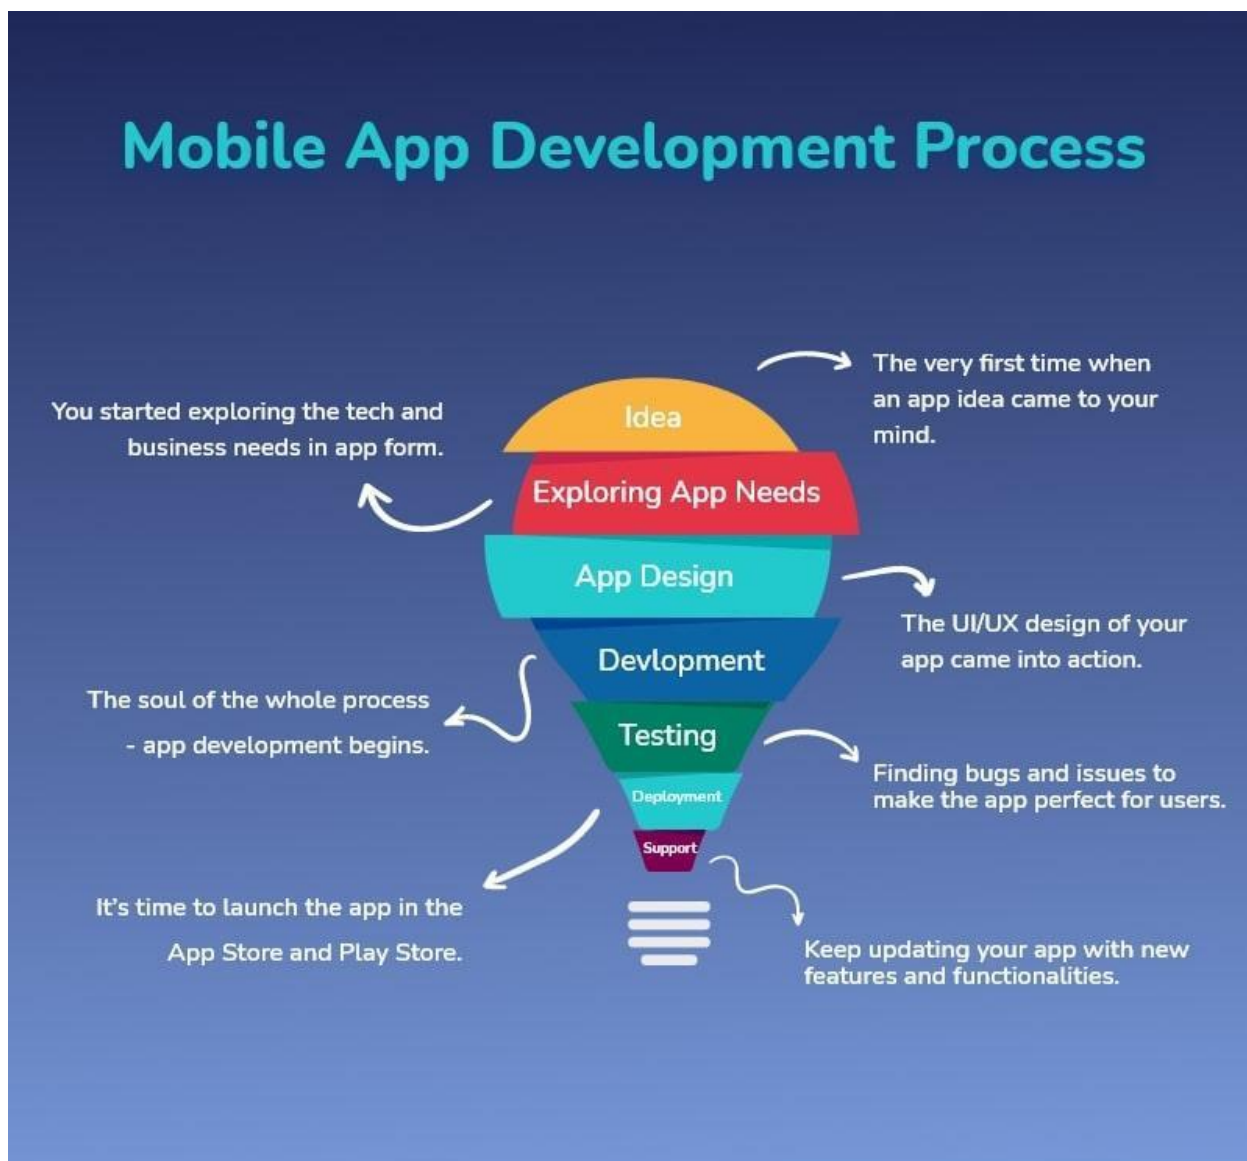 Mobile App Development Process
Idea
The very first time when
an app idea came to your
mind.
Exploring App Needs
You started exploring the tech and
business needs in app form.
App Design
The UI/UX design of your
app came into action.
Devlopment
The soul of the whole process
- app development begins.
Testing
Finding bugs and issues to
make the app perfect for users.
Deployment
It's time to launch the app in the
App Store and Play Store.
Support
Keep updating your app with new
features and functionalities.